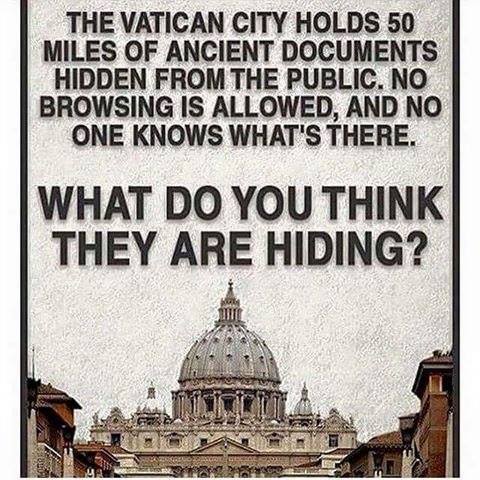 THE VATICAN CITY HOLDS 50
MILES OF ANCIENT DOCUMENTS
HIDDEN FROM THE PUBLIC. NO
BROWSING IS ALLOWED, AND NO
ONE KNOWS WHAT'S THERE.
WHAT DO YOU THINK
THEY ARE HIDING?